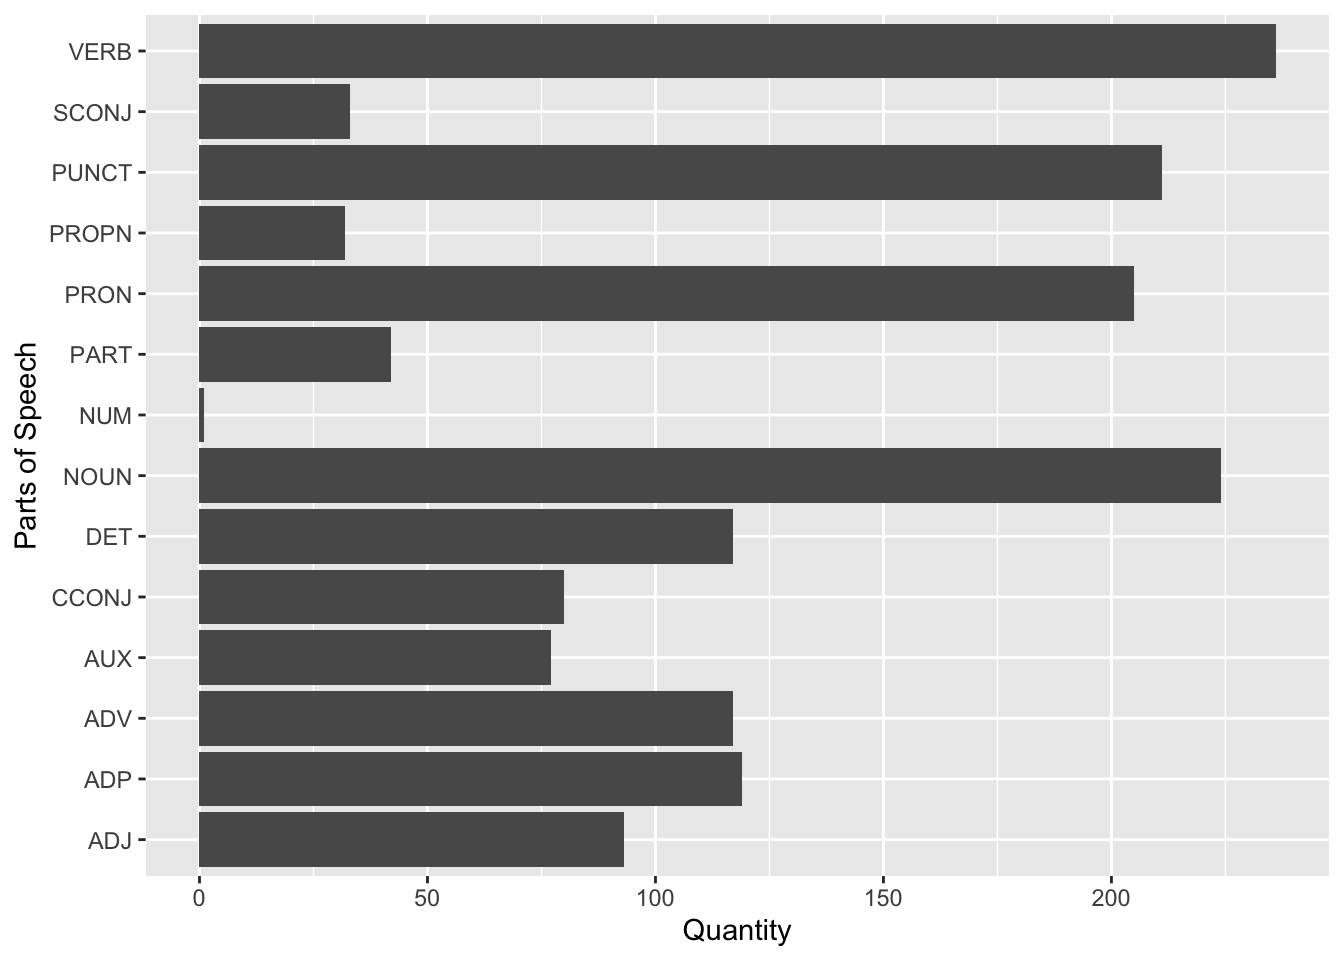 VERB
SCONJ
PUNCT
PROPN
PRON
PART
NUM
NOUN
DET
CCONJ
AUX
ADV
ADP
ADJ
Parts of Speech
0 50 100 150 200
Quantity